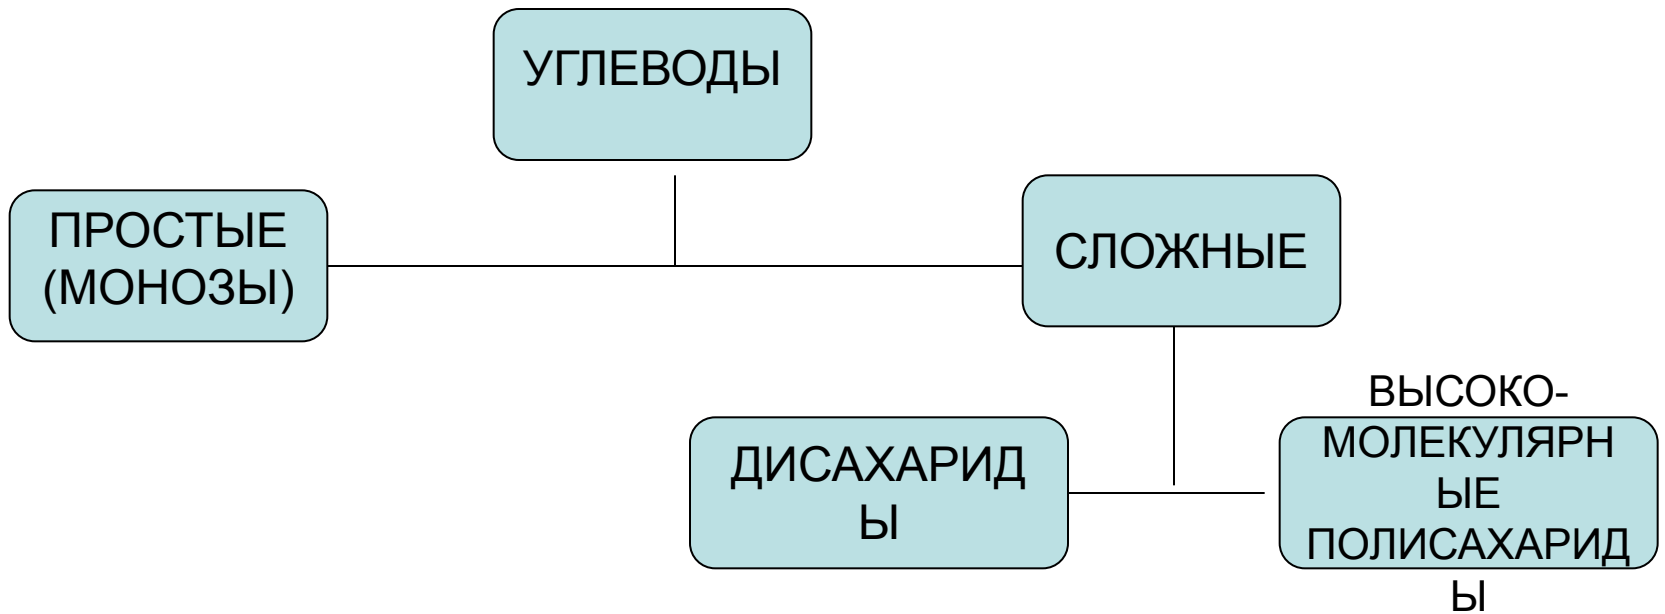 УГЛЕВОДЫ
ПРОСТЫЕ
(МОНОЗЫ)
СЛОЖНЫЕ
ДИСАХАРИД
Ы
ВЫСОКО-
МОЛЕКУЛЯРН
ЫЕ
ПОЛИСАХАРИД
Ы